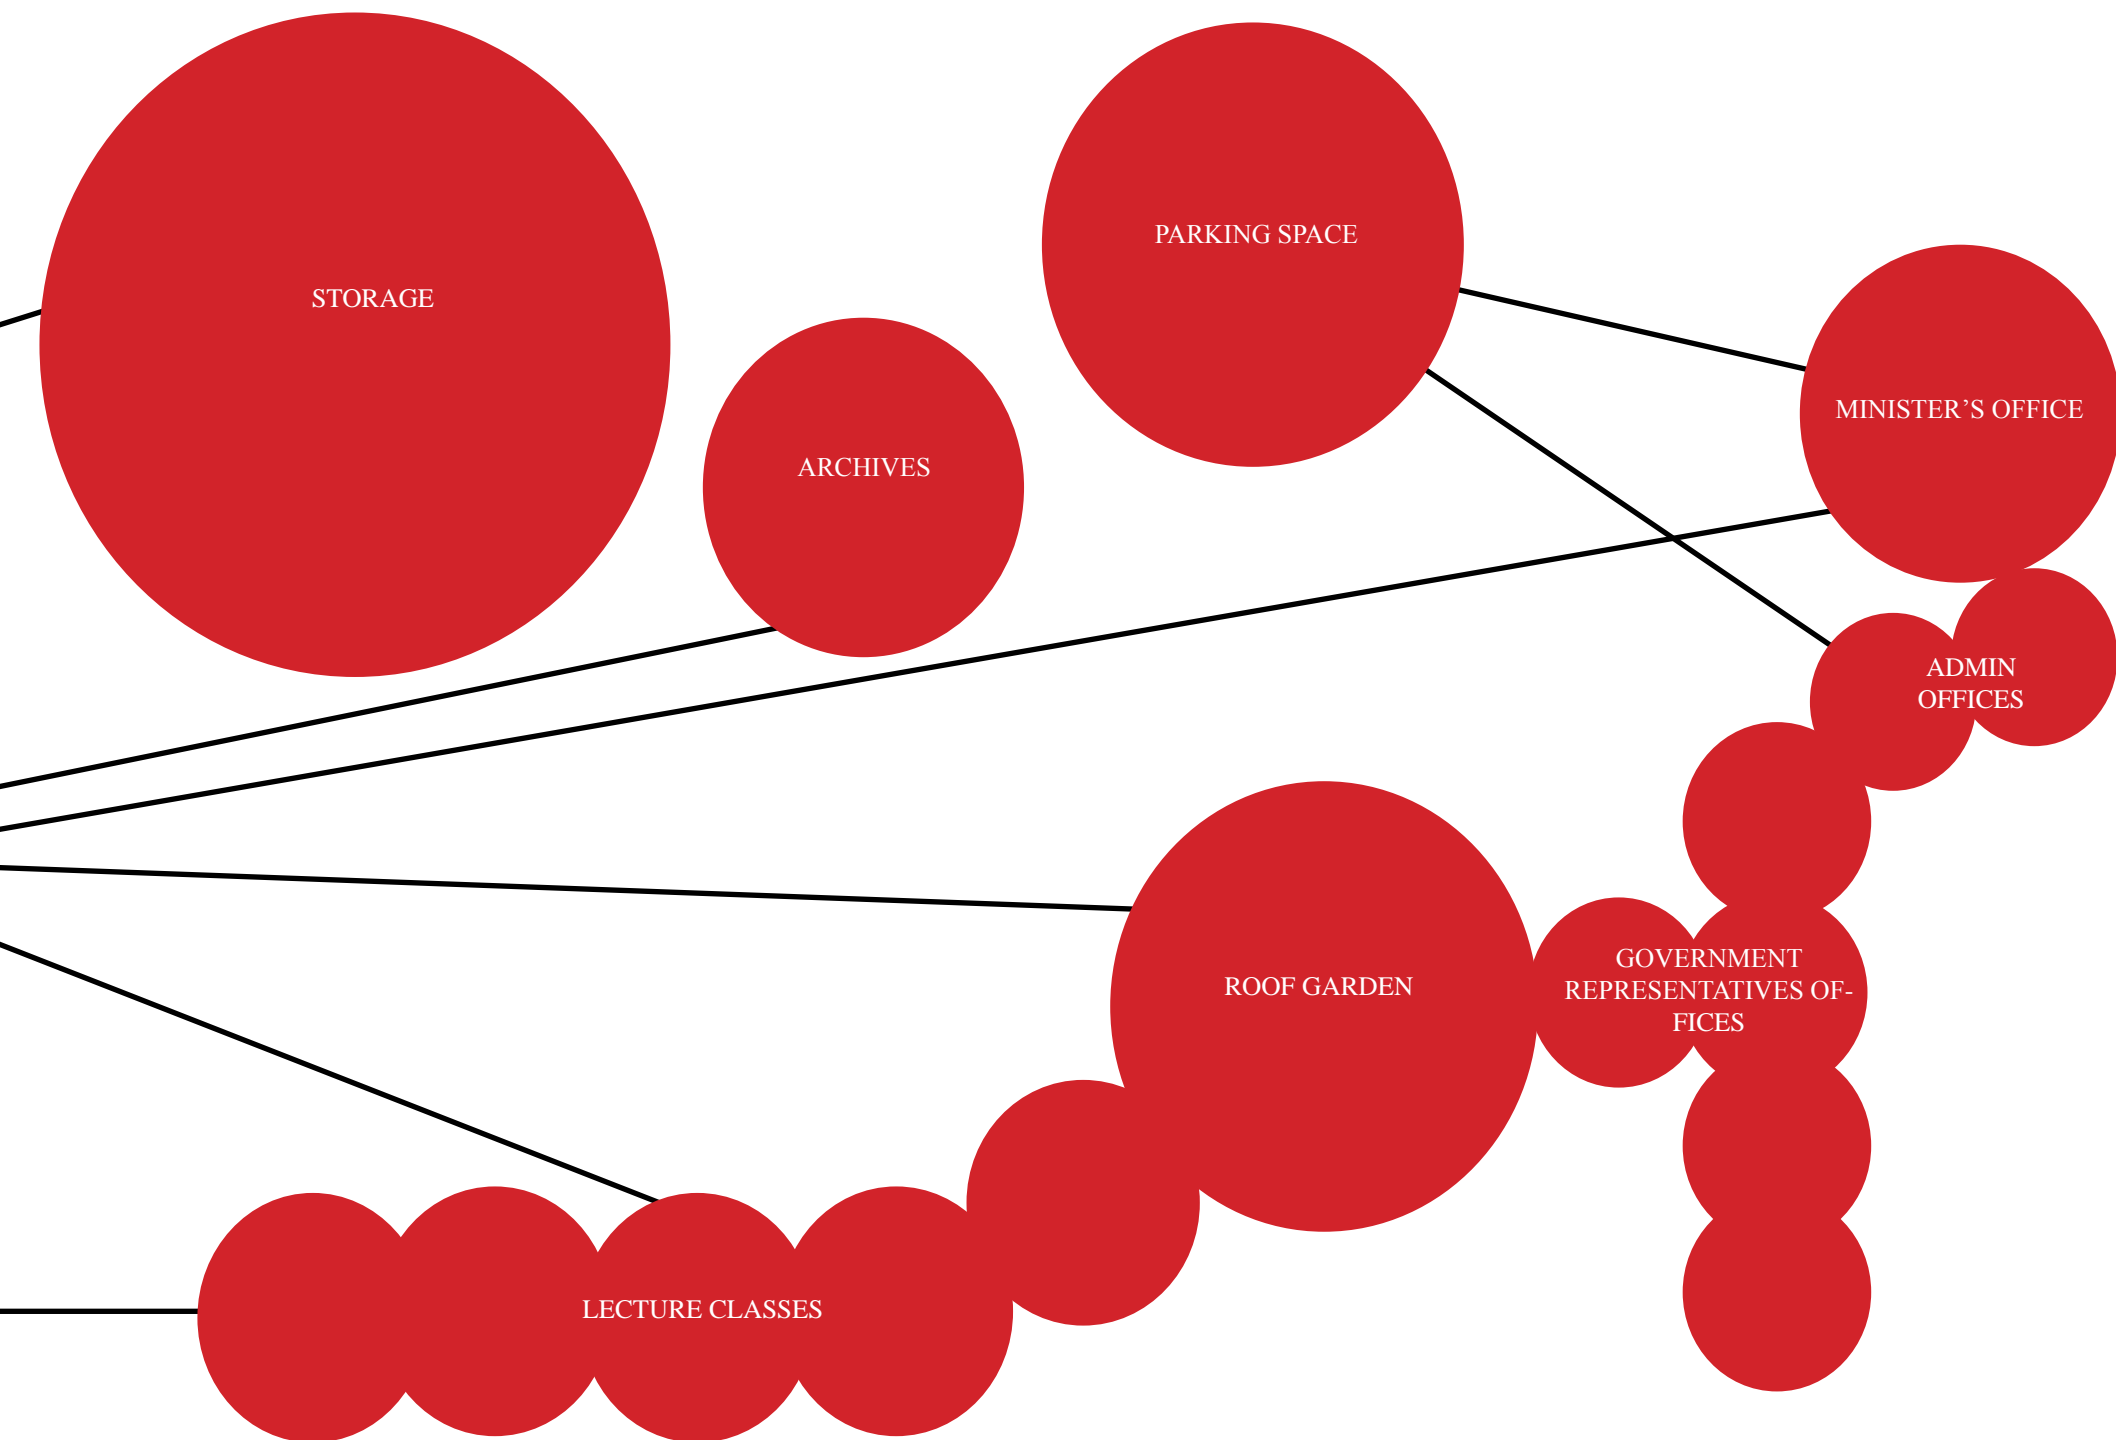 PARKING SPACE
STORAGE
MINISTER’S OFFICE
ARCHIVES
ADMIN
OFFICES
GOVERNMENT
REPRESENTATIVES OF-
FICES
ROOF GARDEN
LECTURE CLASSES